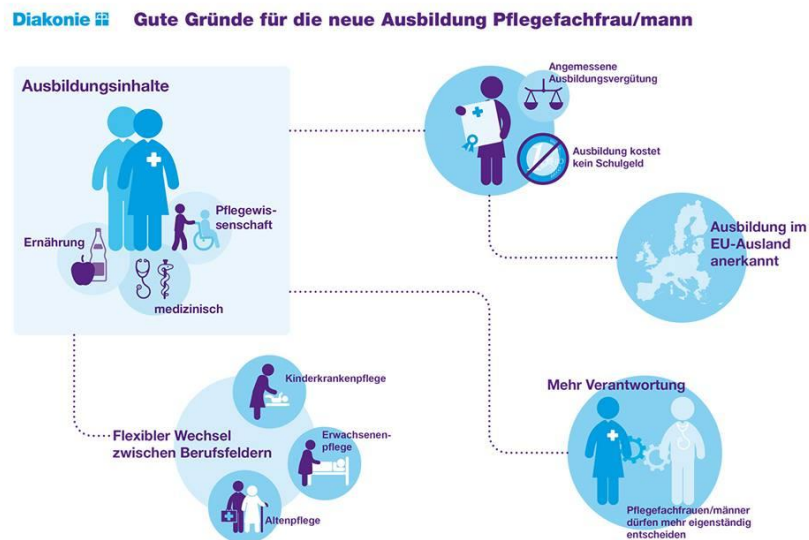 Diakonie
Gute Gründe für die neue Ausbildung Pflegefachfrau/mann
Ausbildungsinhalte
Pflegewis-
senschaft
Ernährung
medizinisch
Angemessene
Ausbildungsvergütung
Ausbildung kostet
kein Schulgeld
Ausbildung im
EU-Ausland
anerkannt
Flexibler Wechsel
zwischen Berufsfeldern
Kinderkrankenpflege
Erwachsenen-
pflege
Altenpflege
Mehr Verantwortung
Pflegefachfrauen/männer
dürfen mehr eigenständig
entscheiden